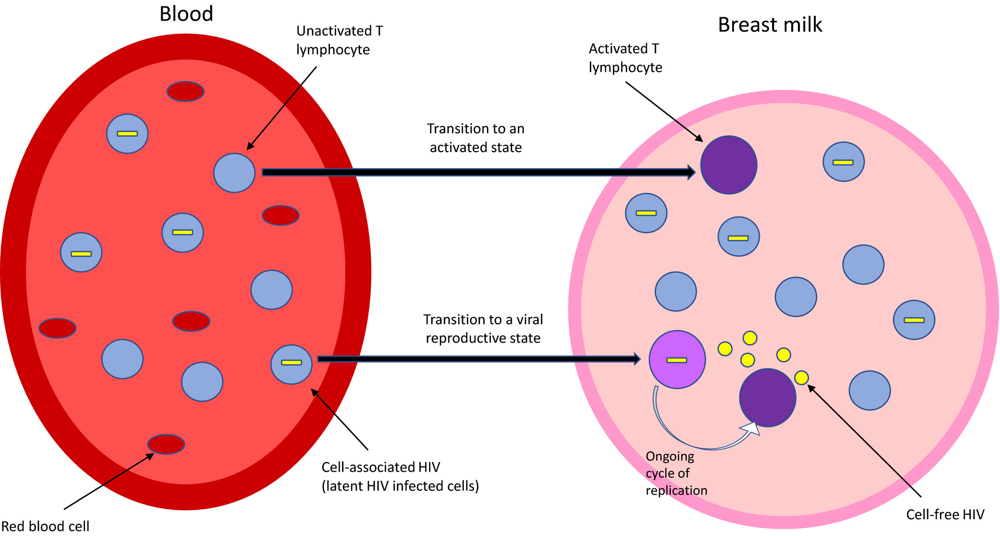 Blood
Unactivated T
lymphocyte
Breast milk
Activated T
lymphocyte
Transition to an
activated state
Transition to a viral
reproductive state
Cell-associated HIV
(latent HIV infected cells)
Red blood cell
Ongoing
cycle of
replication
Cell-free HIV